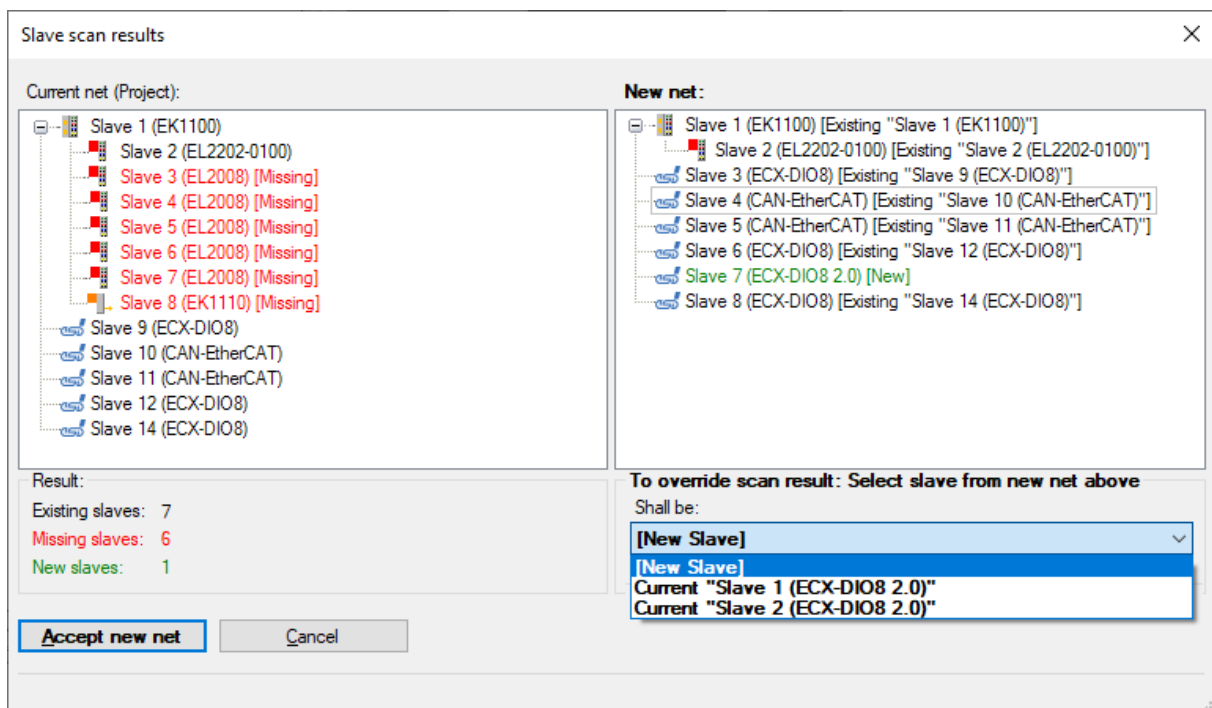 Slave scan results
Current net (Project):
Slave 1 (EK1100)
Slave 2 (EL2202-0100)
Slave 3 (EL2008) [Missing]
Slave 4 (EL2008) [Missing]
Slave 5 (EL2008) [Missing]
Slave 6 (EL2008) [Missing]
Slave 7 (EL2008) [Missing]
Slave 8 (EK1110) [Missing]
Slave 9 (ECX-DIO8)
Slave 10 (CAN-EtherCAT)
Slave 11 (CAN-EtherCAT)
Slave 12 (ECX-DIO8)
Slave 14 (ECX-DIO8)
New net:
Slave 1 (EK1100) [Existing "Slave 1 (EK1100)"]
Slave 2 (EL2202-0100) [Existing "Slave 2 (EL2202-0100)"]
Slave 3 (ECX-DIO8) [Existing "Slave 9 (ECX-DIO8)"]
Slave 4 (CAN-EtherCAT) [Existing "Slave 10 (CAN-EtherCAT)"]
Slave 5 (CAN-EtherCAT) [Existing "Slave 11 (CAN-EtherCAT)"]
Slave 6 (ECX-DIO8) [Existing "Slave 12 (ECX-DIO8)"]
Slave 7 (ECX-DIO8 2.0) [New]
Slave 8 (ECX-DIO8) [Existing "Slave 14 (ECX-DIO8)"]
Result:
Existing slaves: 7
Missing slaves: 6
New slaves: 1
To override scan result: Select slave from new net above
Shall be:
[New Slave]
[New Slave]
Current "Slave 1 (ECX-DIO8 2.0)"
Current "Slave 2 (ECX-DIO8 2.0)"
Accept new net
Cancel